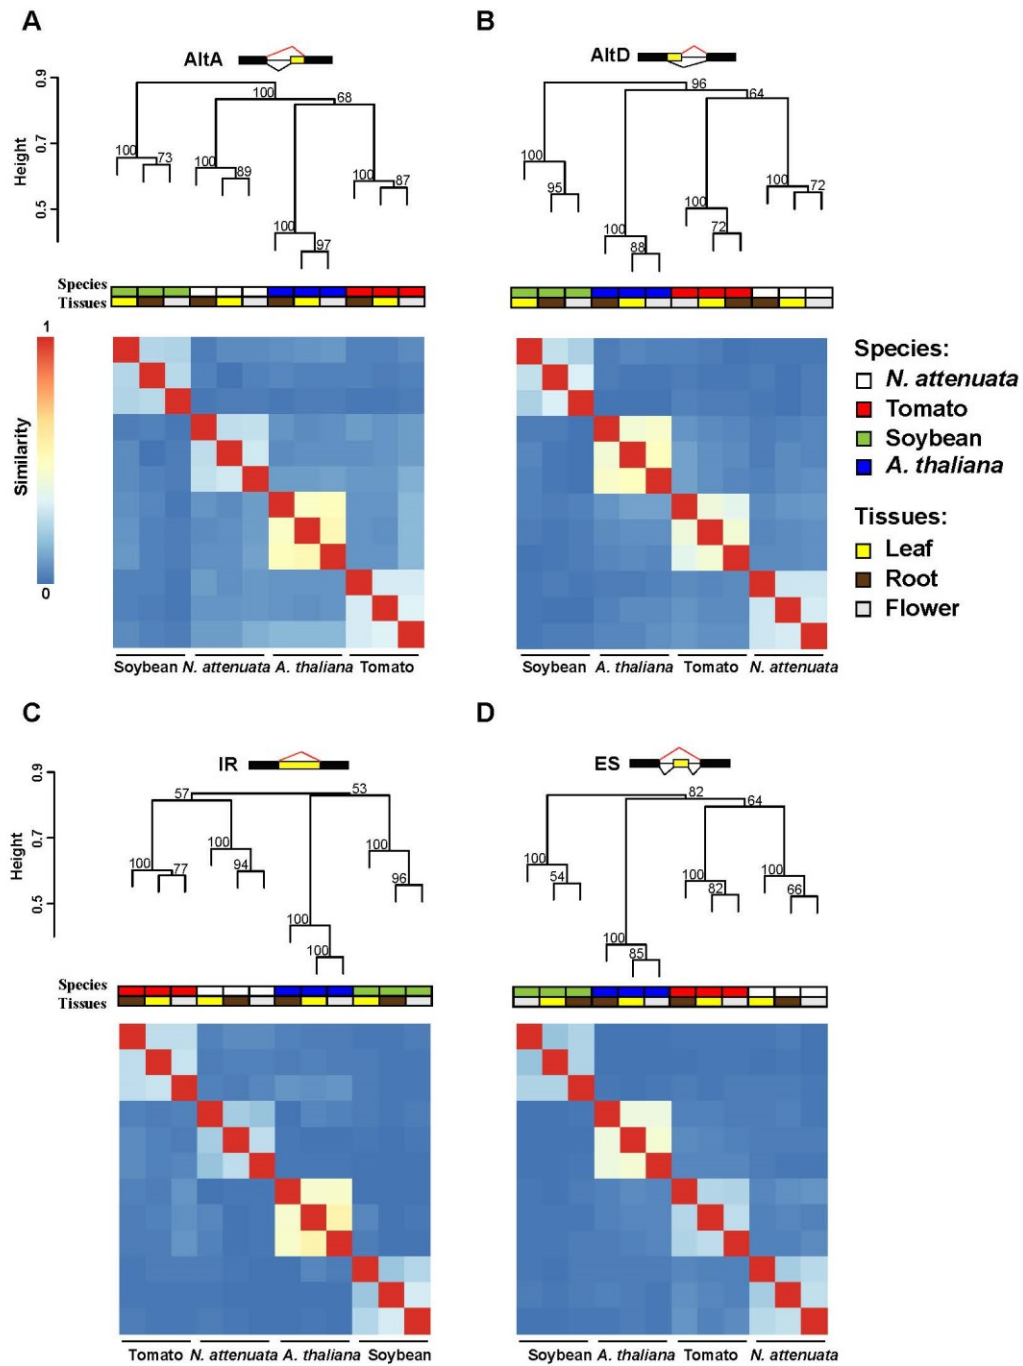 A
AltA
0.9
0.7
0.5
Height
100
68
100
73
100
89
100
97
100
87
Species
Tissues
1
Similarity
0
Soybean N. attenuata A. thaliana Tomato
B
AltD
96
64
100
95
100
88
100
72
100
72
Soybean A. thaliana Tomato N. attenuata
Species:
N. attenuata
Tomato
Soybean
A. thaliana
Tissues:
Leaf
Root
Flower
C
IR
0.9
0.7
0.5
Height
57
53
100
77
100
94
100
100
100
96
Species
Tissues
Tomato N. attenuata A. thaliana Soybean
D
ES
82
64
100
54
100
85
100
82
100
66
Soybean A. thaliana Tomato N. attenuata